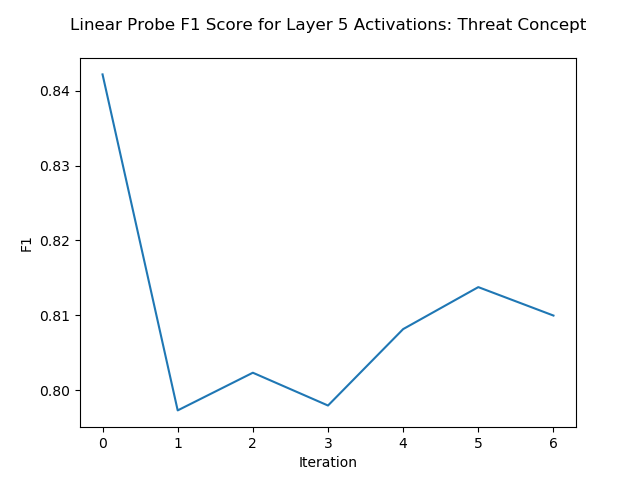 Linear Probe F1 Score for Layer 5 Activations: Threat Concept
0.84
0.83
0.82
0.81
0.80
F1
0 1 2 3 4 5 6
Iteration